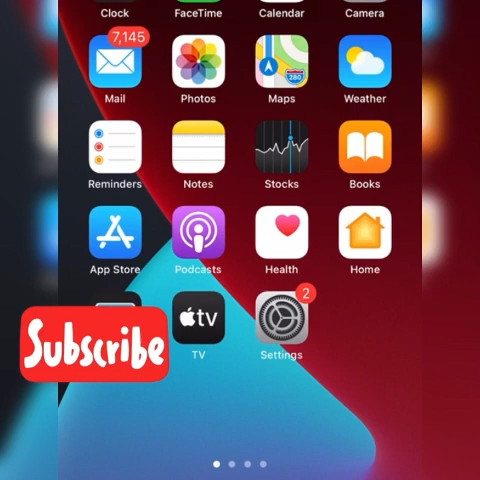 Clock FaceTime Calendar Camera
7,145
280
Mail Photos Maps Weather
Reminders Notes Stocks Books
App Store Podcasts Health Home
2
tv
Subscribe
TV Settings